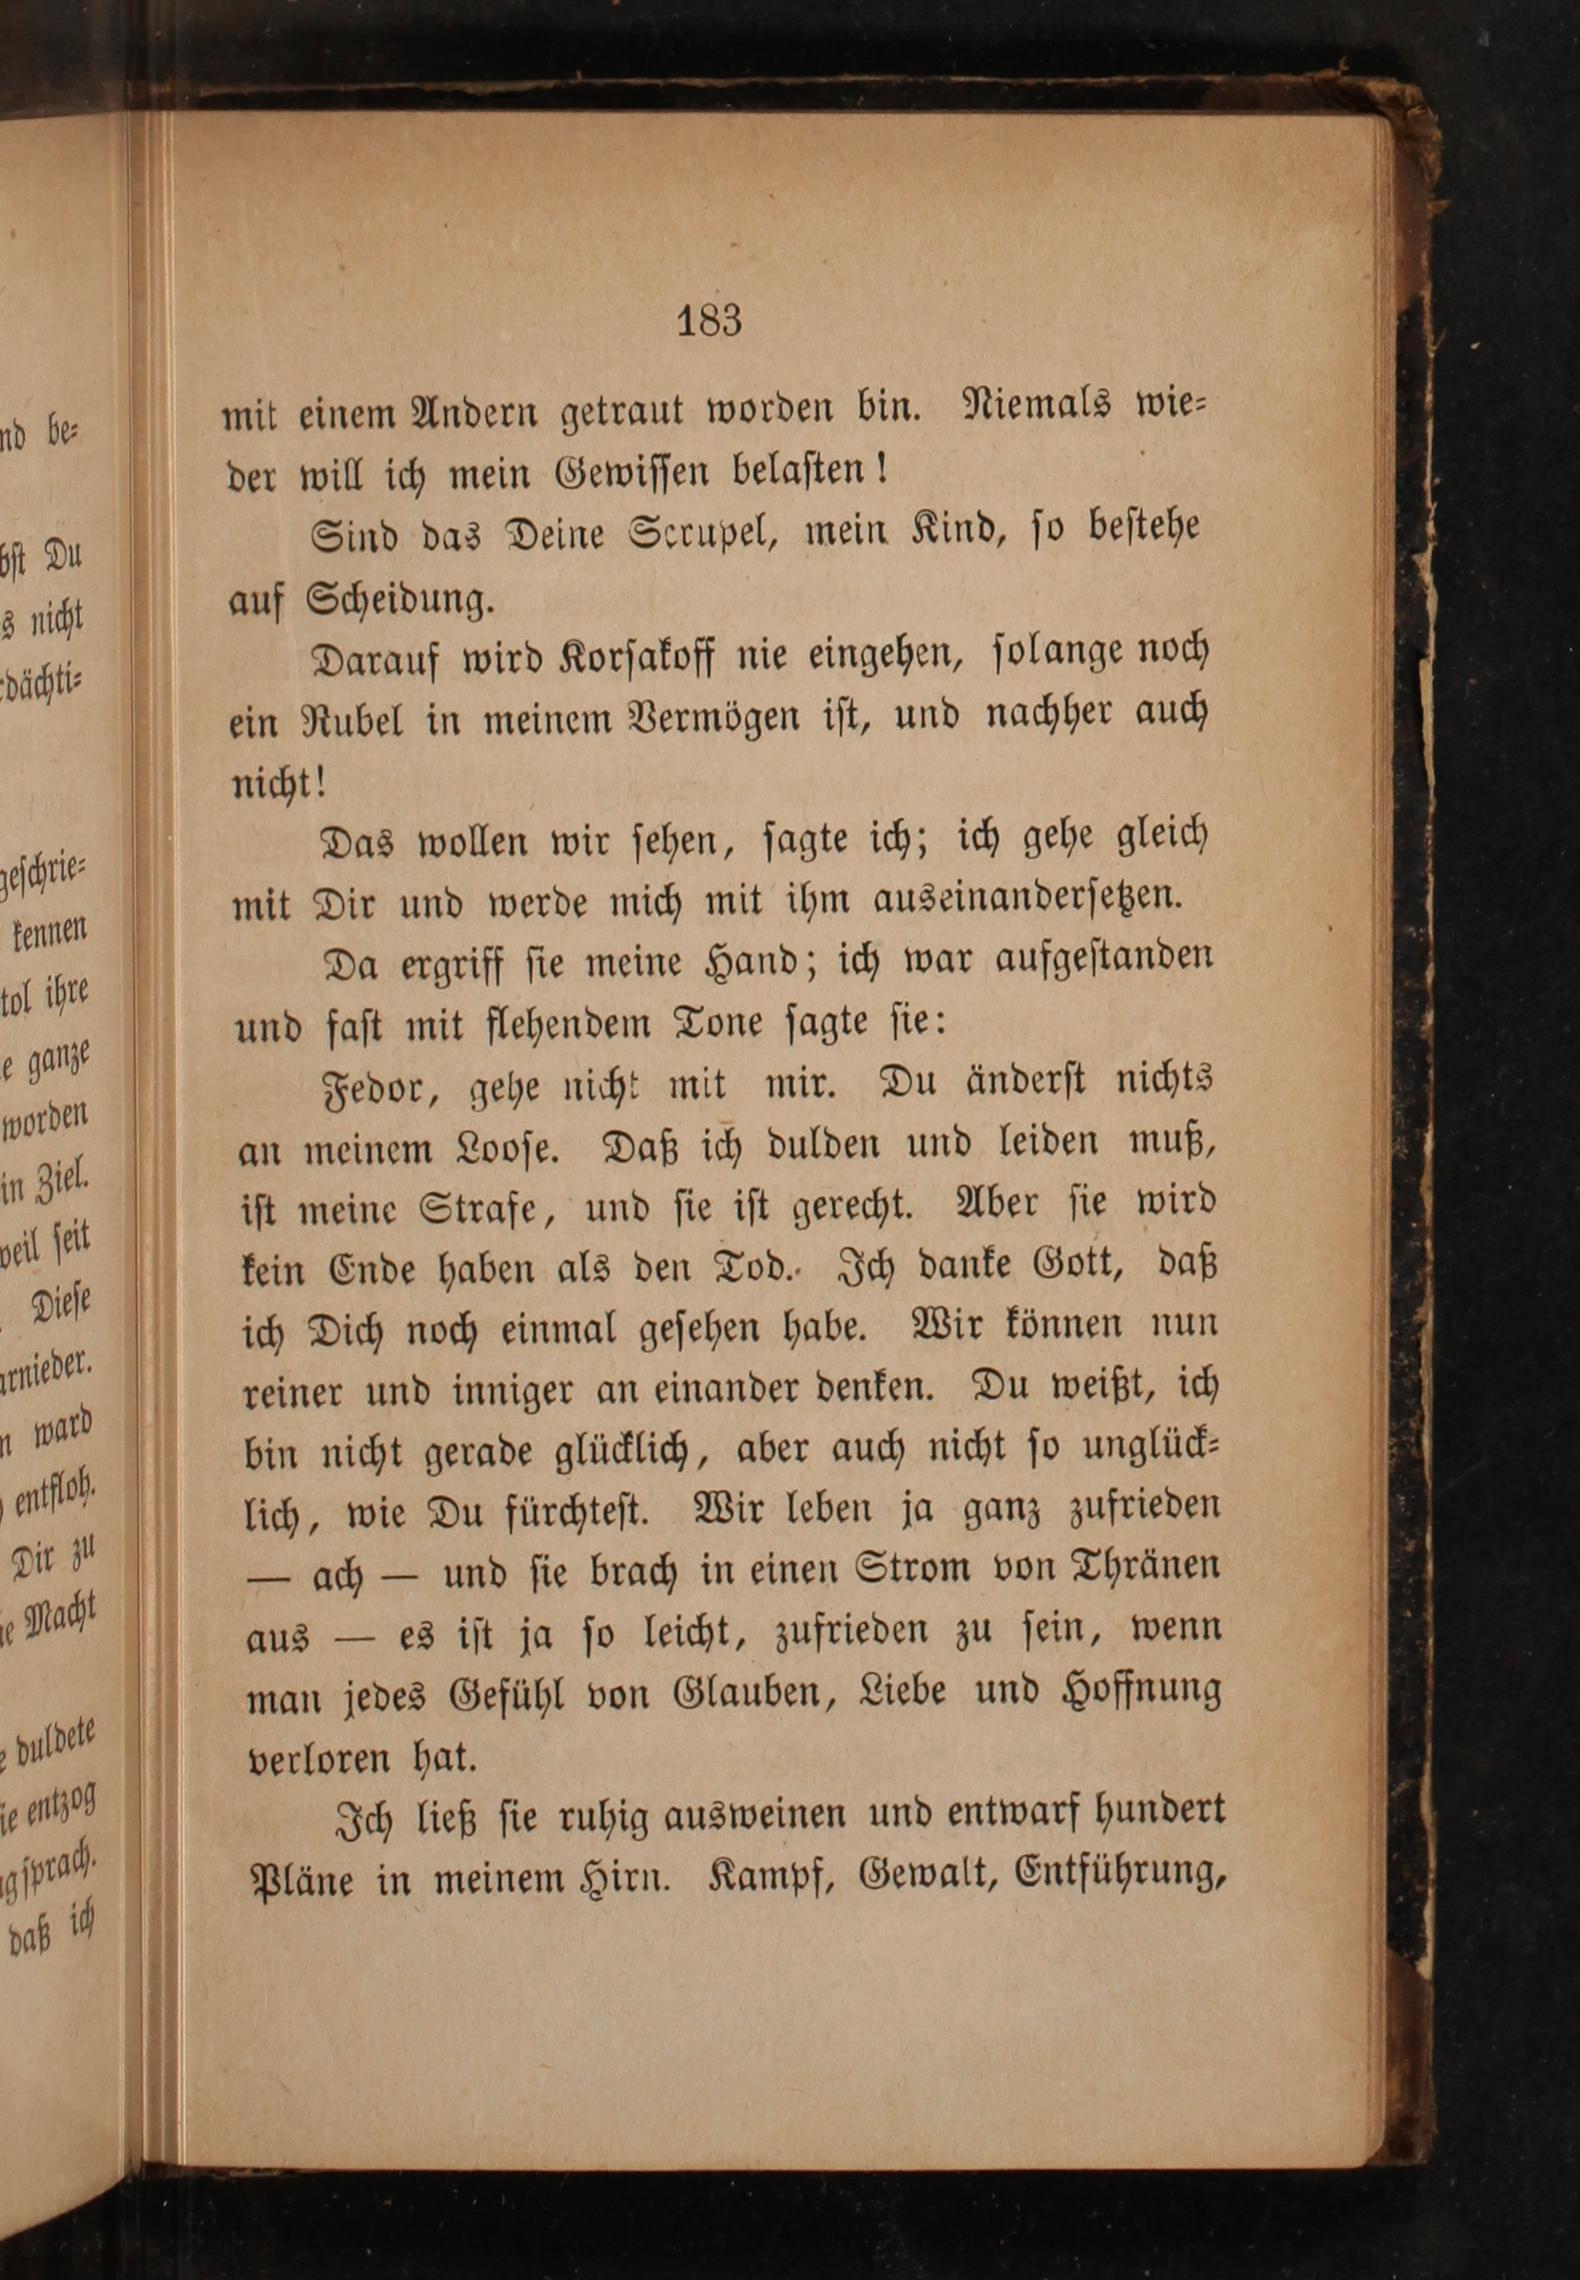 183
mit einem Andern getraut worden bin. Niemals wie⸗
der will ich mein Gewiſſen belaſten!
Sind das Deine Scrupel, mein Kind, ſo beſtehe
auf Scheidung.
Darauf wird Korſakoff nie eingehen, ſolange noch
ein Rubel in meinem Vermögen iſt, und nachher auch
nicht!
Das wollen wir ſehen, ſagte ich; ich gehe gleich
mit Dir und werde mich mit ihm auseinanderſetzen.
Da ergriff ſie meine Hand; ich war aufgeſtanden
und faſt mit flehendem Tone ſagte ſie:
Fedor, gehe nicht mit mir. Du änderſt nichts
an meinem Looſe. Daß ich dulden und leiden muß,
iſt meine Strafe, und ſie iſt gerecht. Aber ſie wird
kein Ende haben als den Tod. Ich danke Gott, daß
ich Dich noch einmal geſehen habe. Wir können nun
reiner und inniger an einander denken. Du weißt, ich
bin nicht gerade glücklich, aber auch nicht ſo unglück⸗
lich, wie Du fürchteſt. Wir leben ja ganz zufrieden
— ach — und ſie brach in einen Strom von Thränen
aus — es iſt ja ſo leicht, zufrieden zu ſein, wenn
man jedes Gefühl von Glauben, Liebe und Hoffnung
verloren hat.
Ich ließ ſie ruhig ausweinen und entwarf hundert
Pläne in meinem Hirn. Kampf, Gewalt, Entführung,